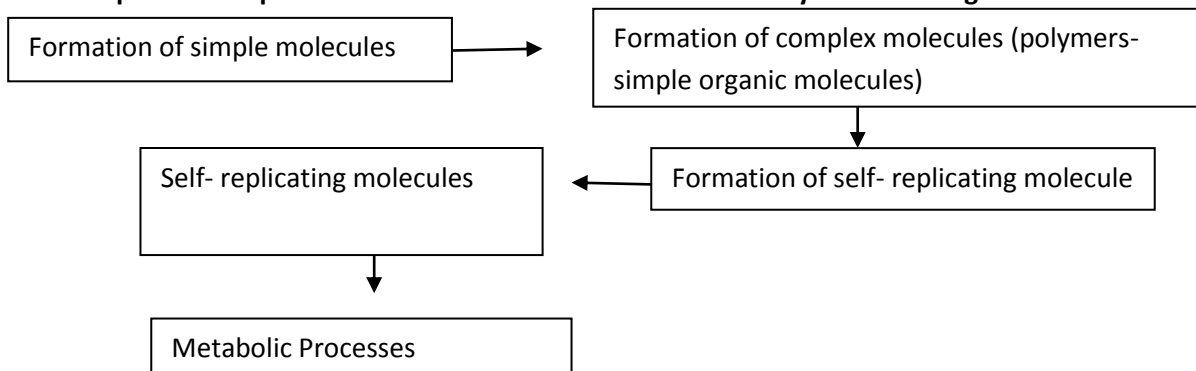 Formation of simple molecules
Formation of complex molecules (polymers-
simple organic molecules)
Formation of self- replicating molecule
Self- replicating molecules
Metabolic Processes